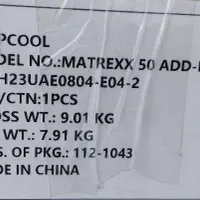 PCOOL
DEL NO.:MATREXX 50 ADD-
H23UAE0804-E04-2
/CTN:1PCS
SS WT.: 9.01 KG
WT.: 7.91 KG
S. OF PKG.: 112-1043
DE IN CHINA